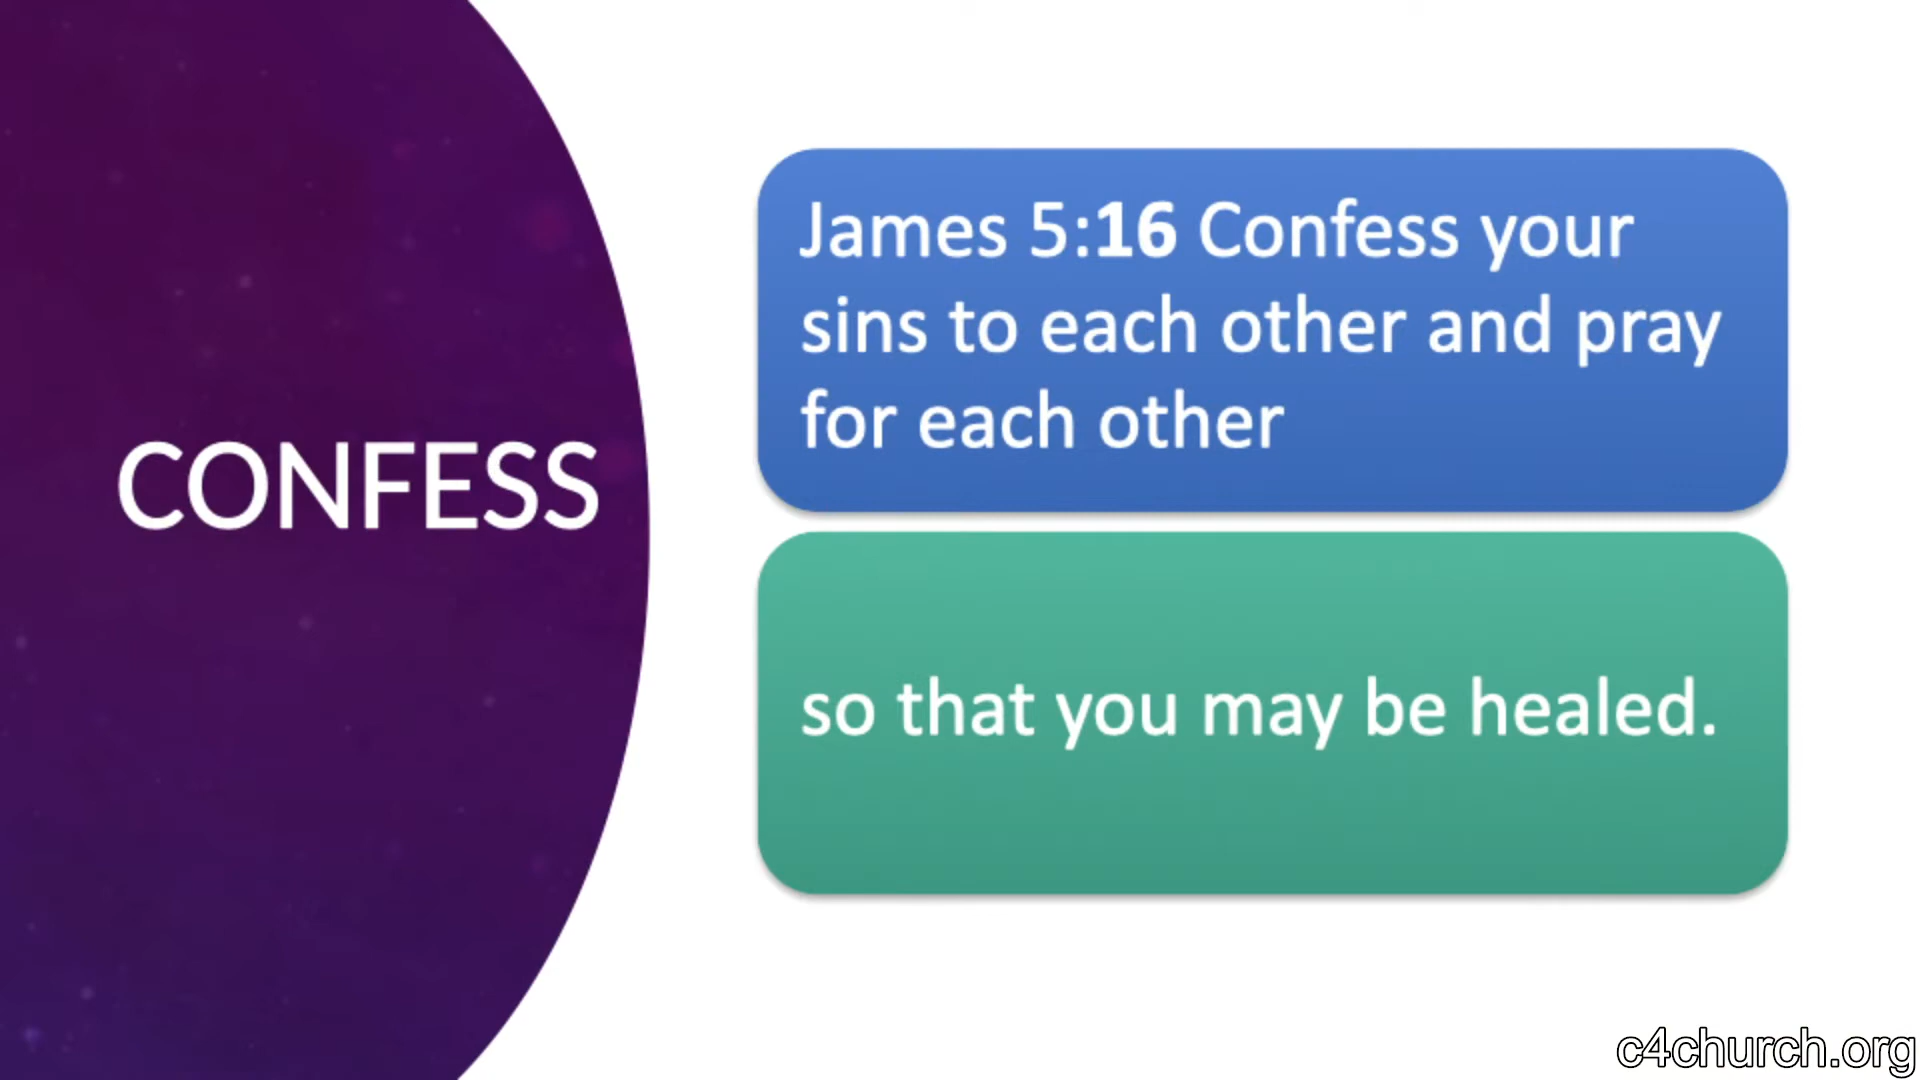 CONFESS
James 5:16 Confess your
sins to each other and pray
for each other
so that you may be healed.
c4church.org